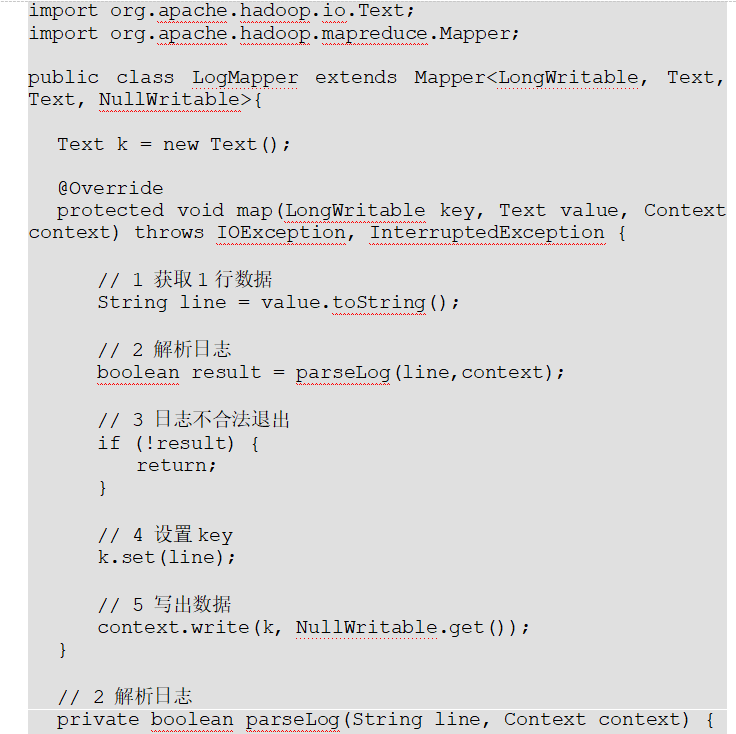 import org.apache.hadoop.io.Text;
import org.apache.hadoop.mapreduce.Mapper;
public class LogMapper extends Mapper<LongWritable, Text,
Text, NullWritable>{
Text k = new Text();
@Override
protected void map(LongWritable key, Text value, Context
context) throws IOException, InterruptedException {
// 1 获取1行数据
String line = value.toString();
// 2 解析日志
boolean result = parseLog(line,context);
// 3 日志不合法退出
if (!result) {
return;
}
// 4 设置key
k.set(line);
// 5 写出数据
context.write(k, NullWritable.get());
}
// 2 解析日志
private boolean parseLog(String line, Context context) {